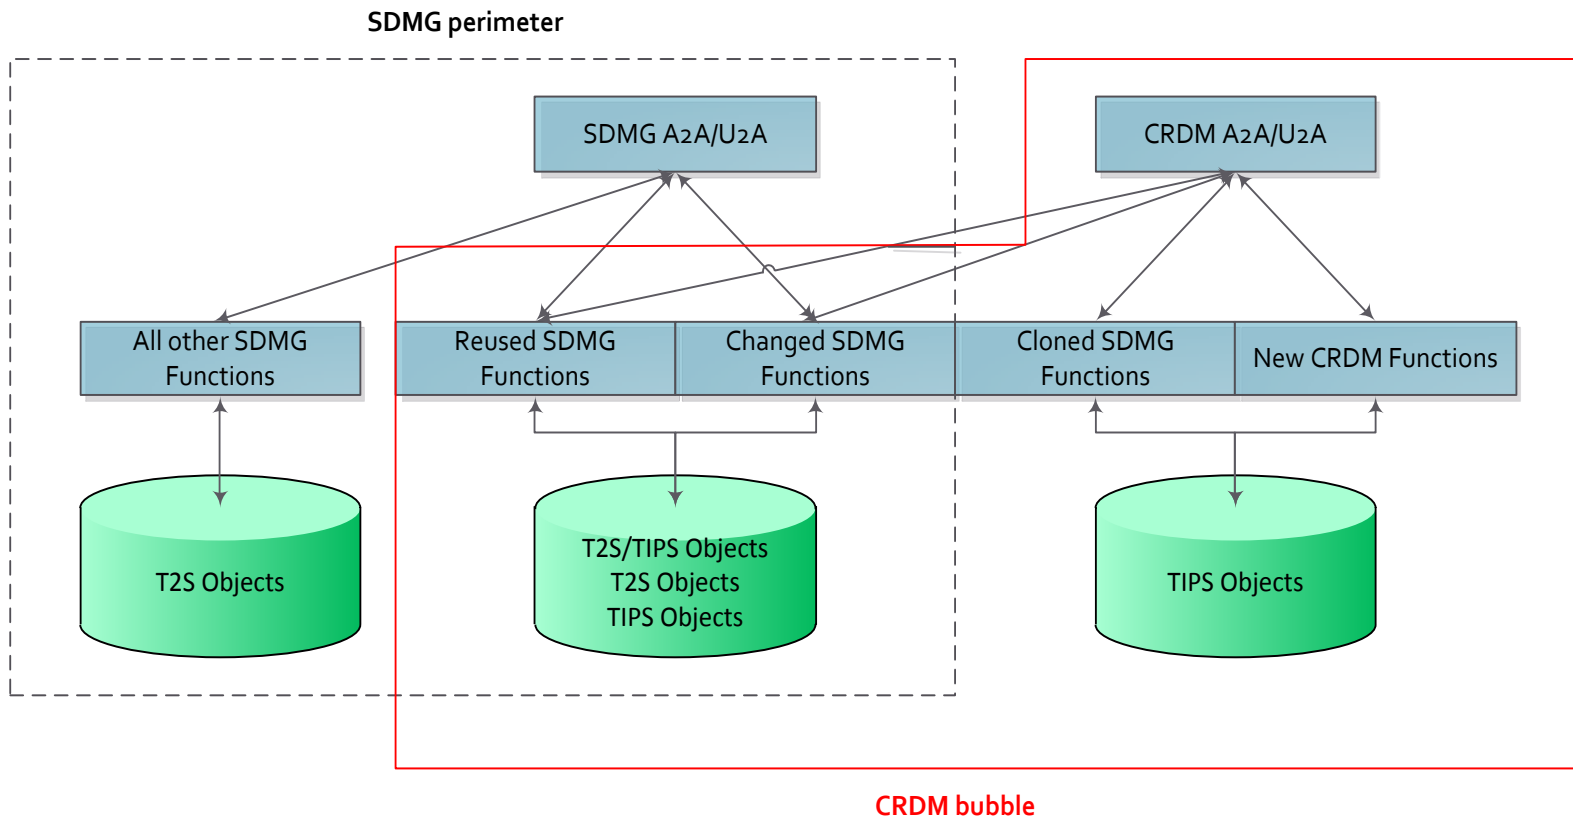 SDMG perimeter
SDMG A2A/U2A
CRDM A2A/U2A
All other SDMG
Functions
Reused SDMG
Functions
Changed SDMG
Functions
Cloned SDMG
Functions
New CRDM Functions
T2S Objects
T2S/TIPS Objects
T2S Objects
TIPS Objects
TIPS Objects
CRDM bubble